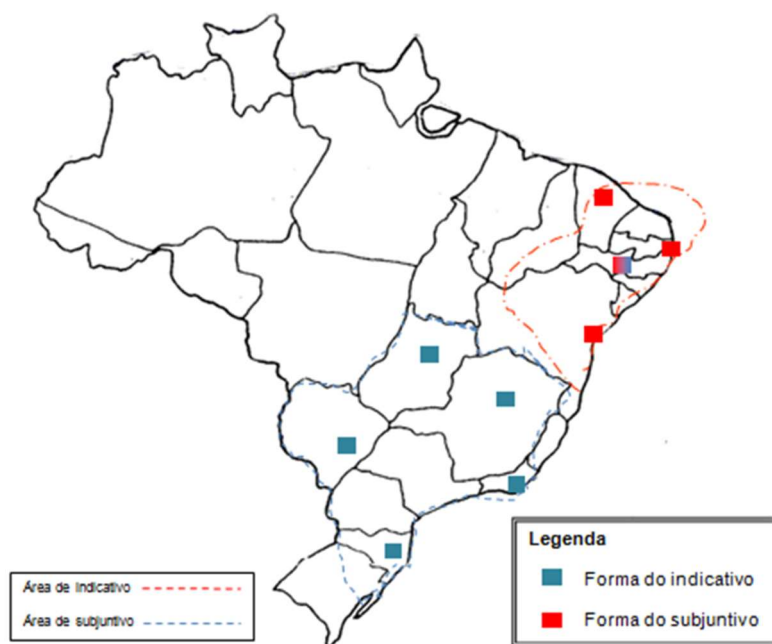 Legenda
Forma do indicativo
Forma do subjuntivo
Área de Indicativo
Área de subjuntivo